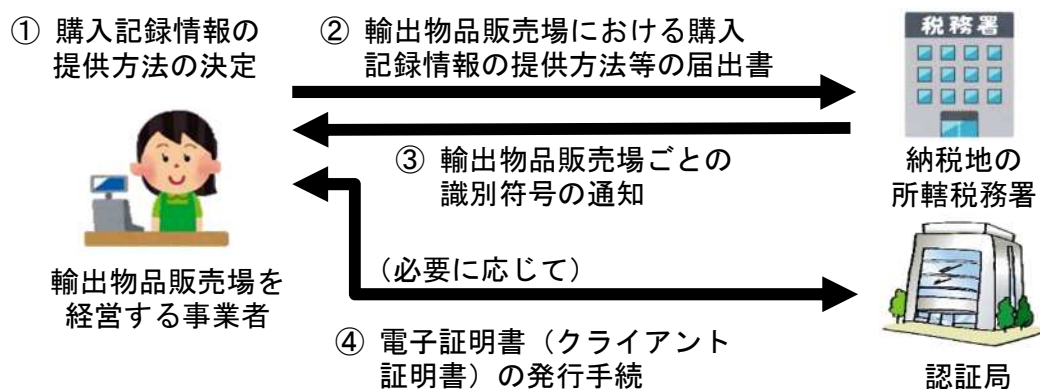 ① 購入記録情報の
提供方法の決定
② 輸出物品販売場における購入
記録情報の提供方法等の届出書
税務署
③ 輸出物品販売場ごとの
識別符号の通知
納税地の
所轄税務署
輸出物品販売場を
経営する事業者
（必要に応じて）
④ 電子証明書（クライアント
証明書）の発行手続
認証局